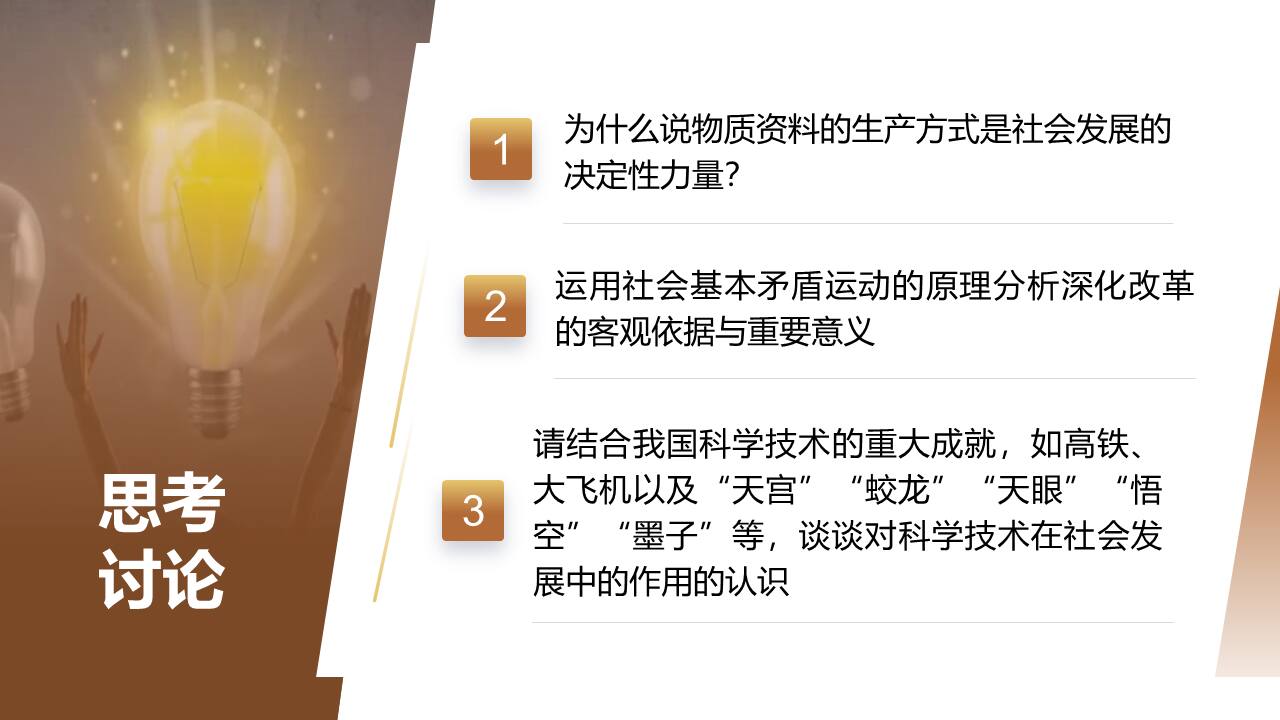 思考
讨论
1
为什么说物质资料的生产方式是社会发展的
决定性力量？
2
运用社会基本矛盾运动的原理分析深化改革
的客观依据与重要意义
3
请结合我国科学技术的重大成就，如高铁、
大飞机以及“天宫”“蛟龙”“天眼”“悟
空”“墨子”等，谈谈对科学技术在社会发
展中的作用的认识